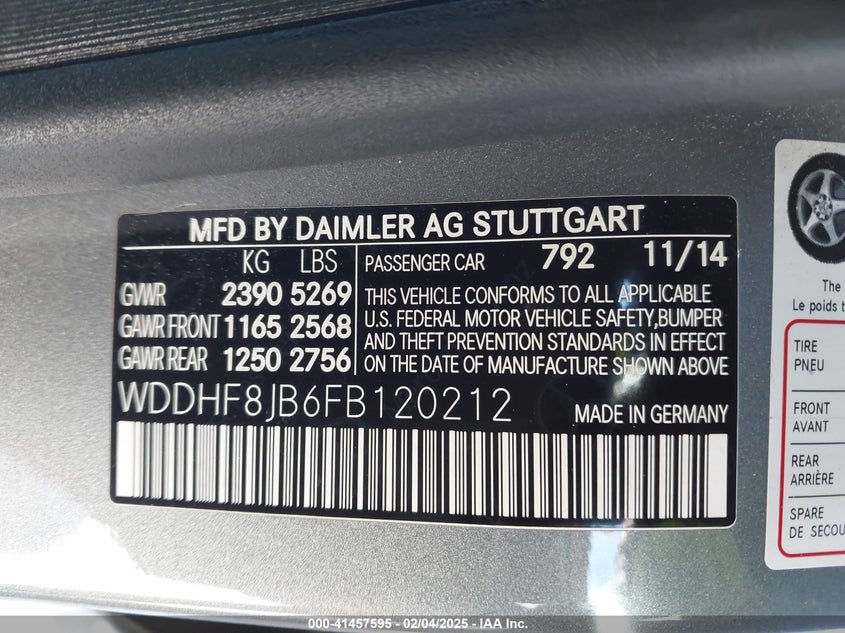 MFD BY DAIMLER AG STUTTGART
KG LBS
GVWR 2390 5269
GAWR FRONT 1165 2568
GAWR REAR 1250 2756
PASSENGER CAR 792 11/14
THIS VEHICLE CONFORMS TO ALL APPLICABLE
U.S. FEDERAL MOTOR VEHICLE SAFETY,BUMPER
AND THEFT PREVENTION STANDARDS IN EFFECT
ON THE DATE OF MANUFACTURE SHOWN ABOVE
WDDHF8JB6FB120212 MADE IN GERMANY
The
Le poids
TIRE
PNEU
FRONT
AVANT
REAR
ARRIÈRE
SPARE
DE
000-41457595 - 02/04/2025 - IAA Inc.